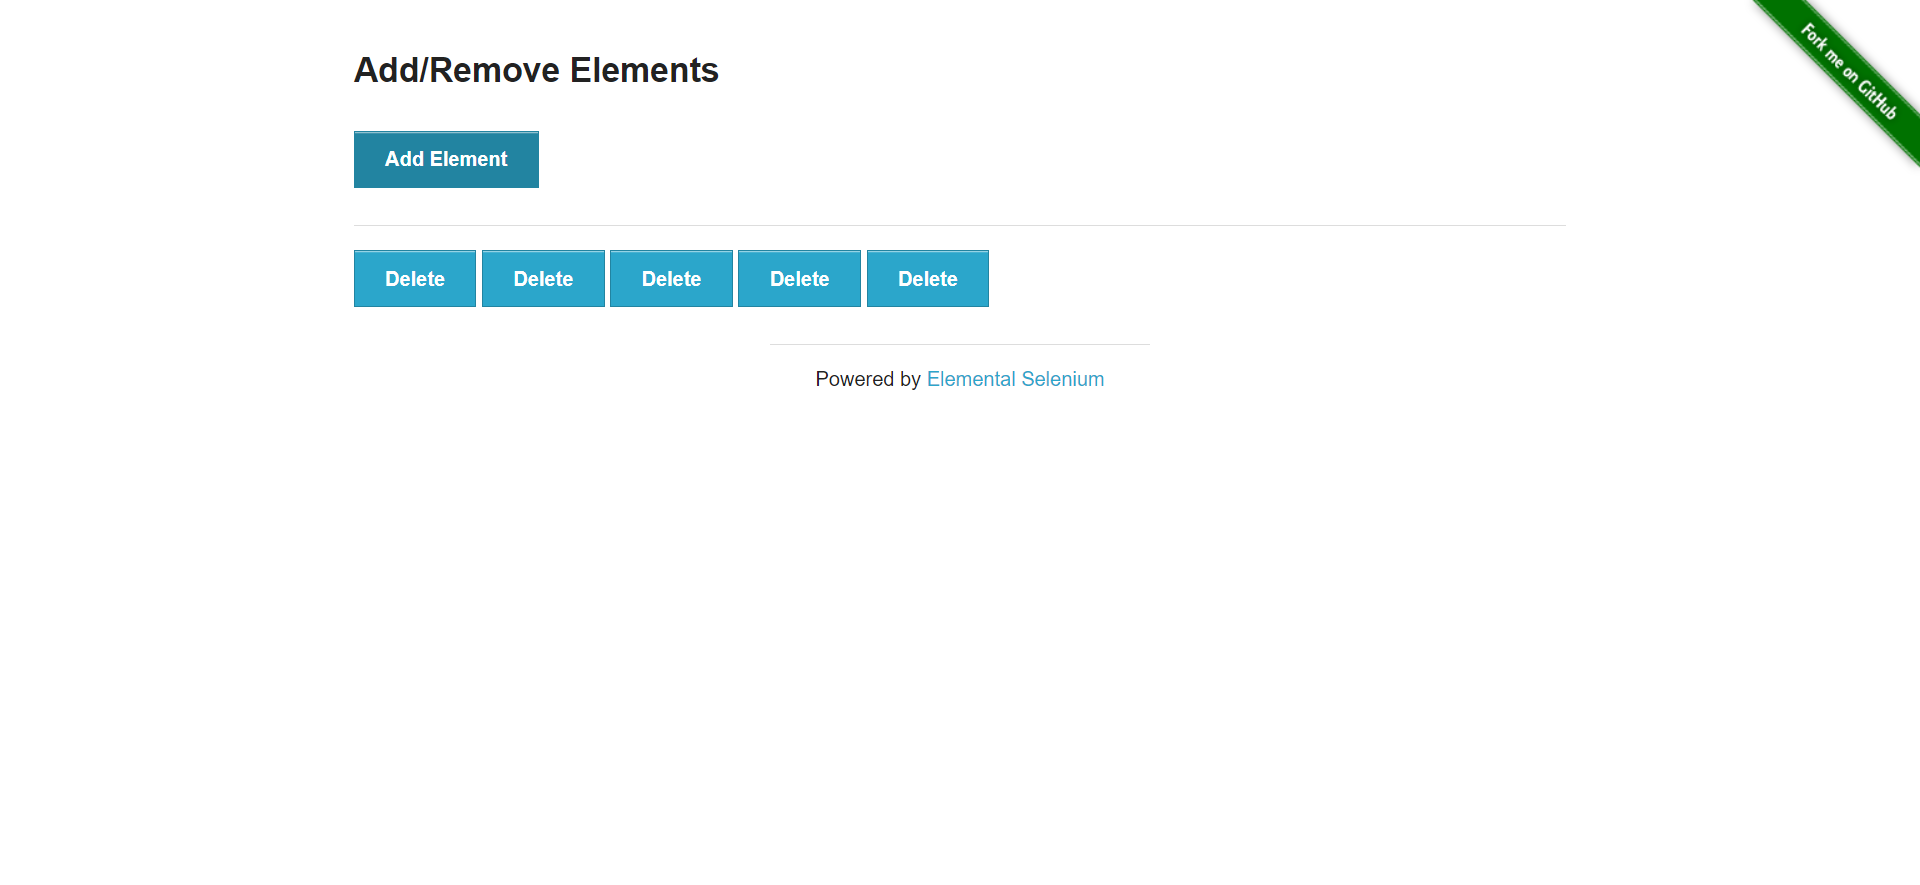 Fork me on GitHub
Add/Remove Elements
Add Element
Delete Delete Delete Delete Delete
Powered by Elemental Selenium